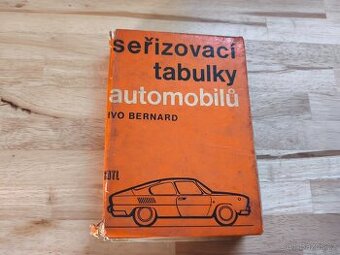 seřizovací
tabulky
automobilů
IVO BERNARD
SNTL